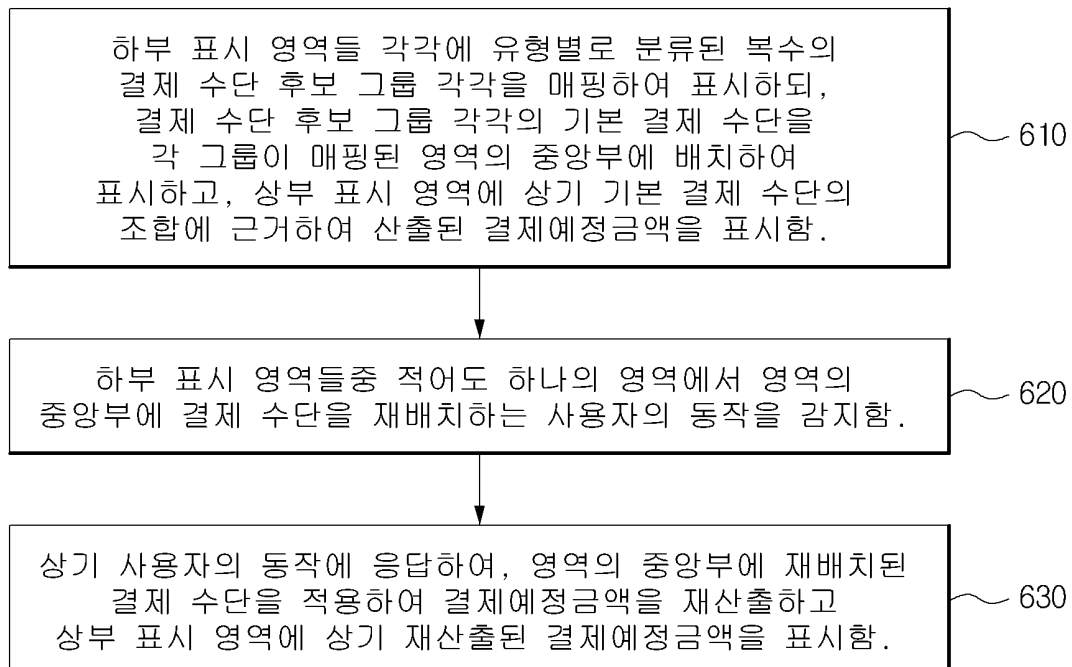 하부 표시 영역들 각각에 유형별로 분류된 복수의
결제 수단 후보 그룹 각각을 매핑하여 표시하되,
결제 수단 후보 그룹 각각의 기본 결제 수단을
각 그룹이 매핑된 영역의 중앙부에 배치하여
표시하고, 상부 표시 영역에 상기 기본 결제 수단의
조합에 근거하여 산출된 결제예정금액을 표시함.
610
하부 표시 영역들중 적어도 하나의 영역에서 영역의
중앙부에 결제 수단을 재배치하는 사용자의 동작을 감지함.
620
상기 사용자의 동작에 응답하여, 영역의 중앙부에 재배치된
결제 수단을 적용하여 결제예정금액을 재산출하고
상부 표시 영역에 상기 재산출된 결제예정금액을 표시함.
630